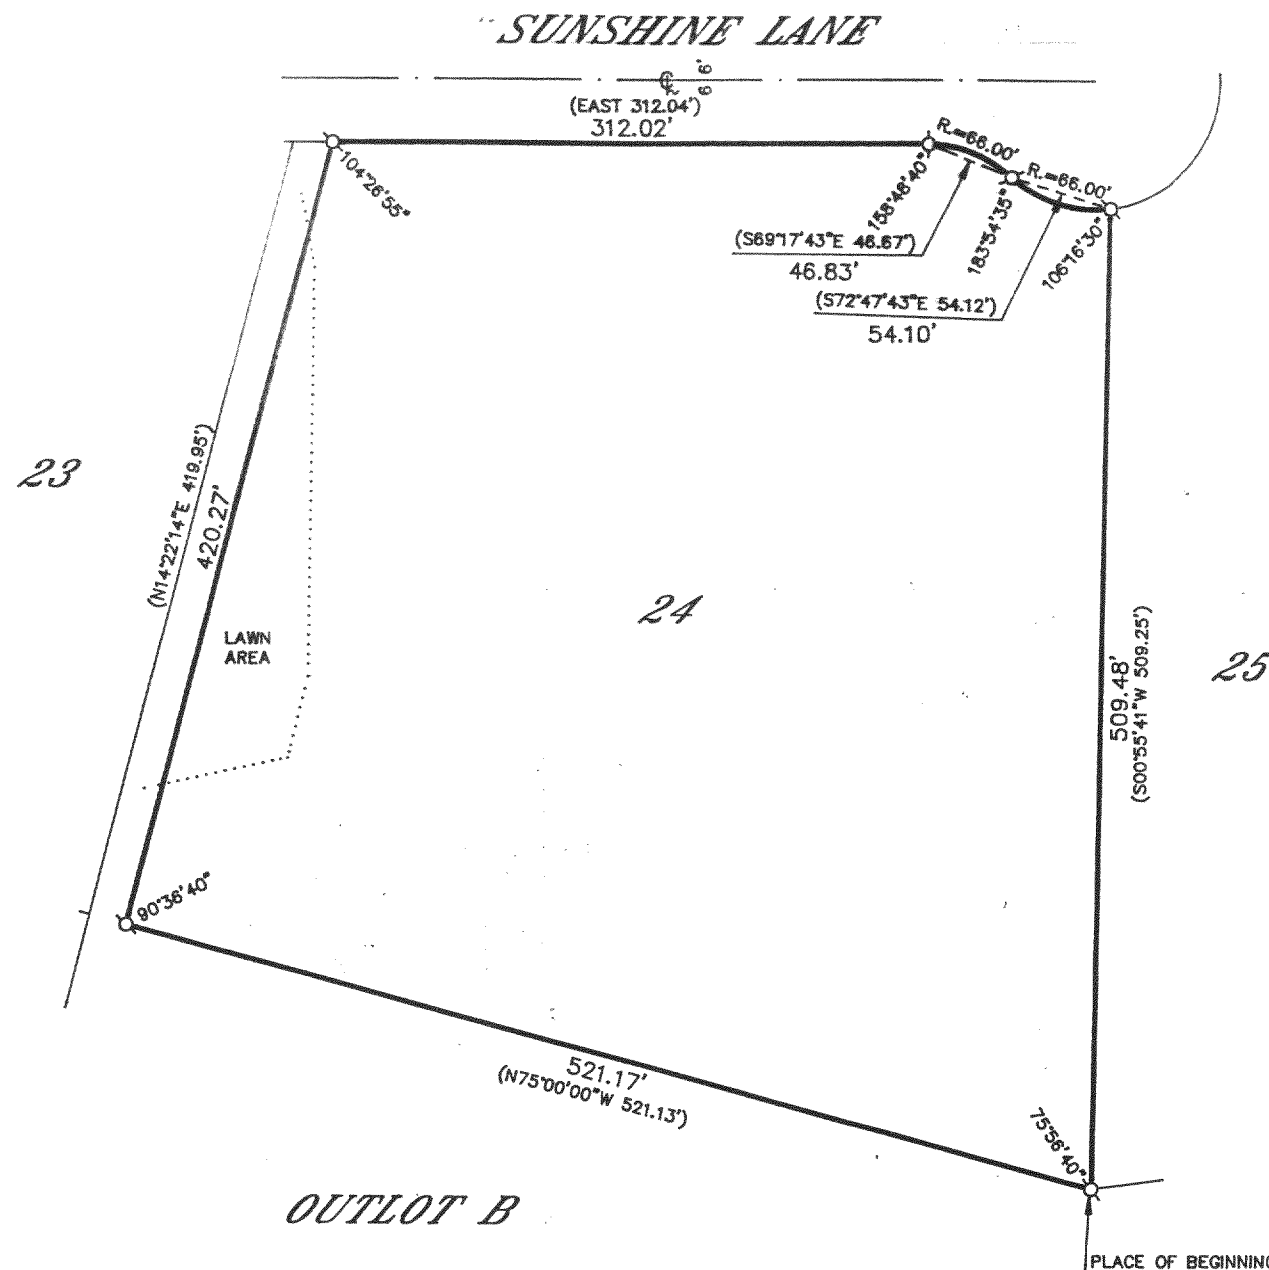 SUNSHINE LANE
6 6'
(EAST 312.04')
312.02'
R.=66.00'
R.=66.00'
104°26'55"
158°48'40"
183°54'35"
106°16'30"
(S69°17'43"E 46.67')
46.83'
(S72°47'43"E 54.12')
54.10'
23
(N14°22'14"E 419.95')
420.27'
24
LAWN
AREA
25
509.48'
(S00°55'41"W 509.25')
90°36'40"
521.17'
(N75°00'00"W 521.13')
75°56'40"
OUTLOT B
PLACE OF BEGINNING